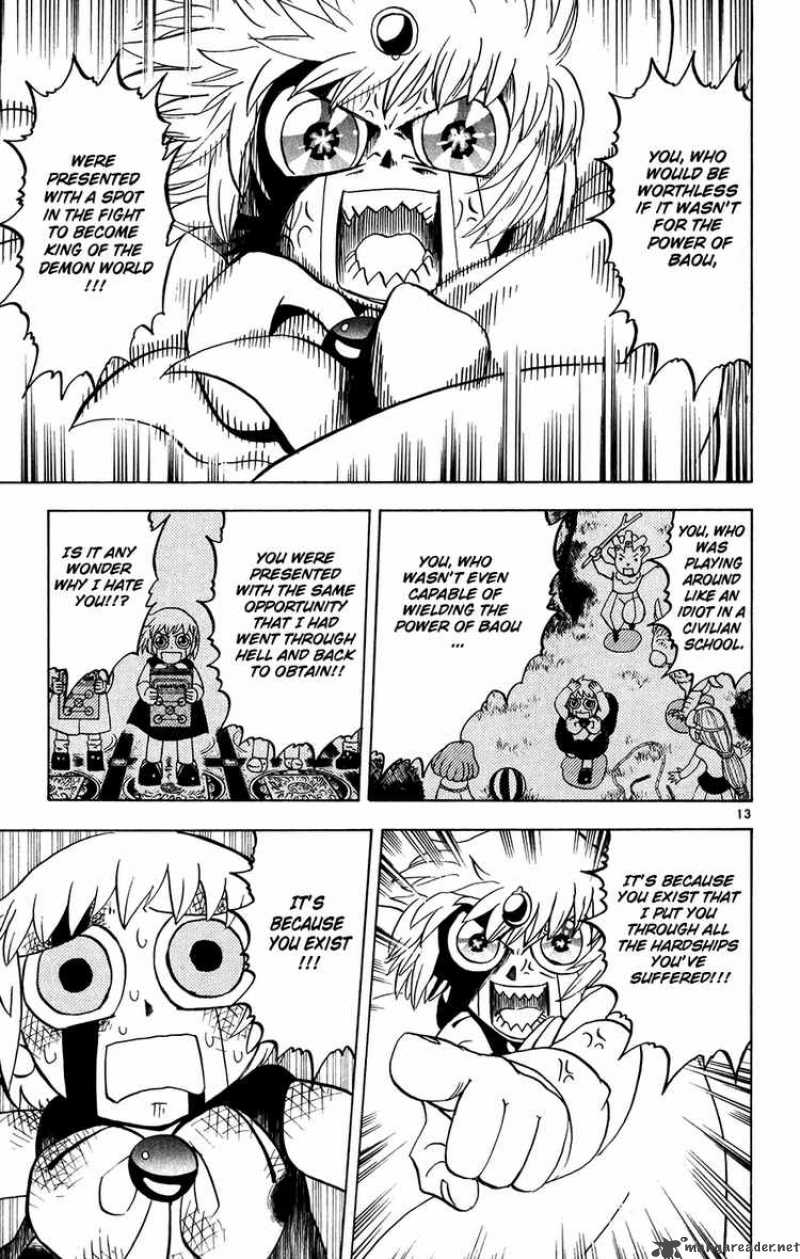 YOU, WHO
WOULD BE
WORTHLESS
IF IT WASN'T
FOR THE
POWER OF
BAOU,
WERE
PRESENTED
WITH A SPOT
IN THE FIGHT
TO BECOME
KING OF THE
DEMON WORLD
!!!
YOU, WHO
WAS
PLAYING
AROUND
LIKE AN
IDIOT IN A
CIVILIAN
SCHOOL.
YOU, WHO
WASN'T EVEN
CAPABLE OF
WIELDING
THE POWER
OF BAOU
...
YOU WERE
PRESENTED
WITH THE SAME
OPPORTUNITY
THAT I HAD
WENT THROUGH
HELL AND BACK
TO OBTAIN!!
IS IT ANY
WONDER
WHY I HATE
YOU!!?
13
IT'S BECAUSE
YOU EXIST THAT
I PUT YOU
THROUGH ALL
THE HARDSHIPS
YOU'VE
SUFFERED!!!
IT'S
BECAUSE
YOU EXIST
!!!
mangareader.net